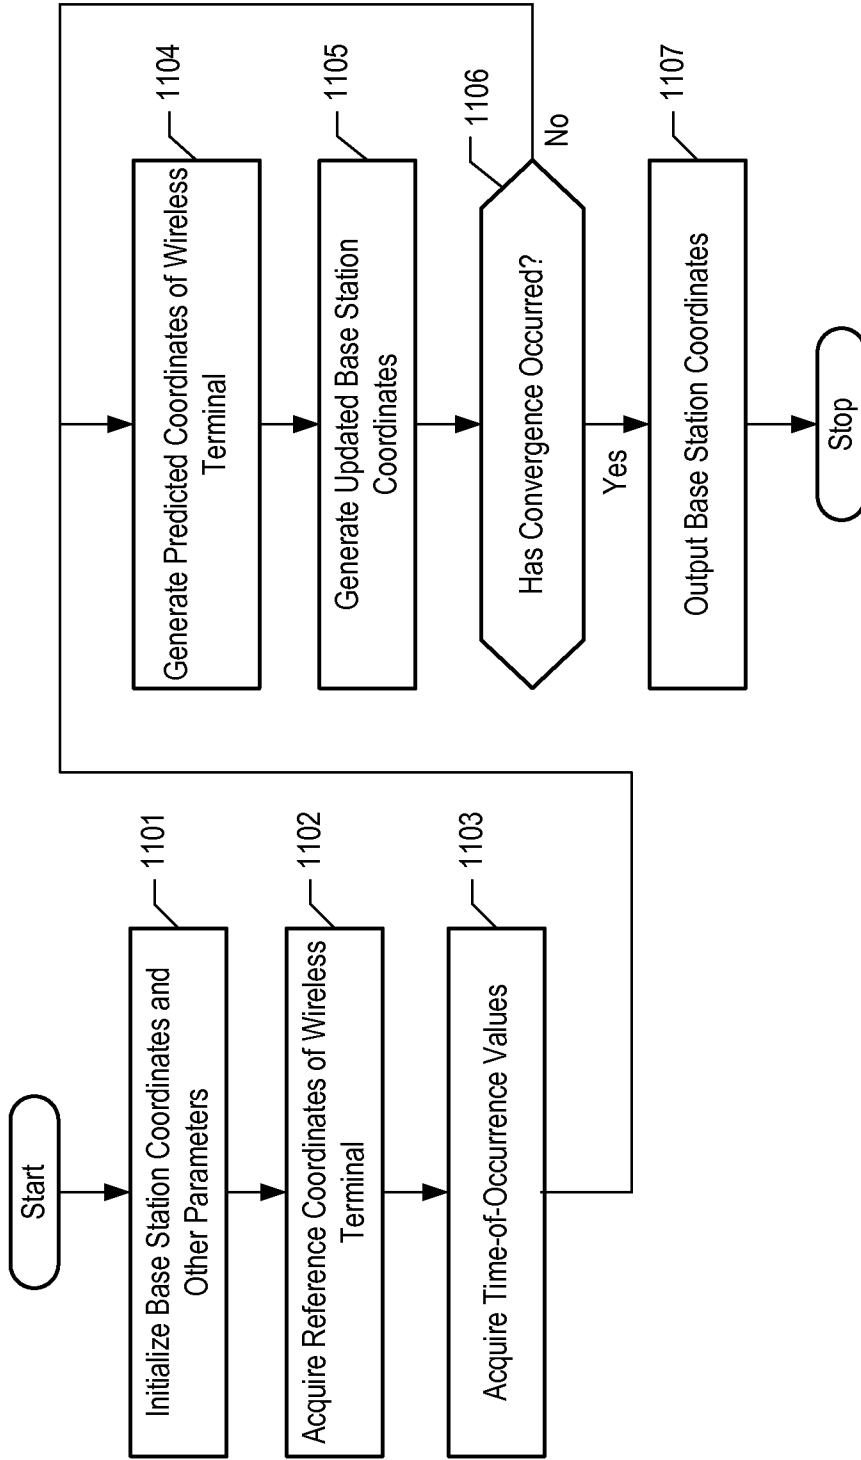 Start
Initialize Base Station Coordinates and
Other Parameters
1101
Acquire Reference Coordinates of Wireless
Terminal
1102
Acquire Time-of-Occurrence Values
1103
Generate Predicted Coordinates of Wireless
Terminal
1104
Generate Updated Base Station
Coordinates
1105
Has Convergence Occurred?
1106
No
Yes
Output Base Station Coordinates
1107
Stop